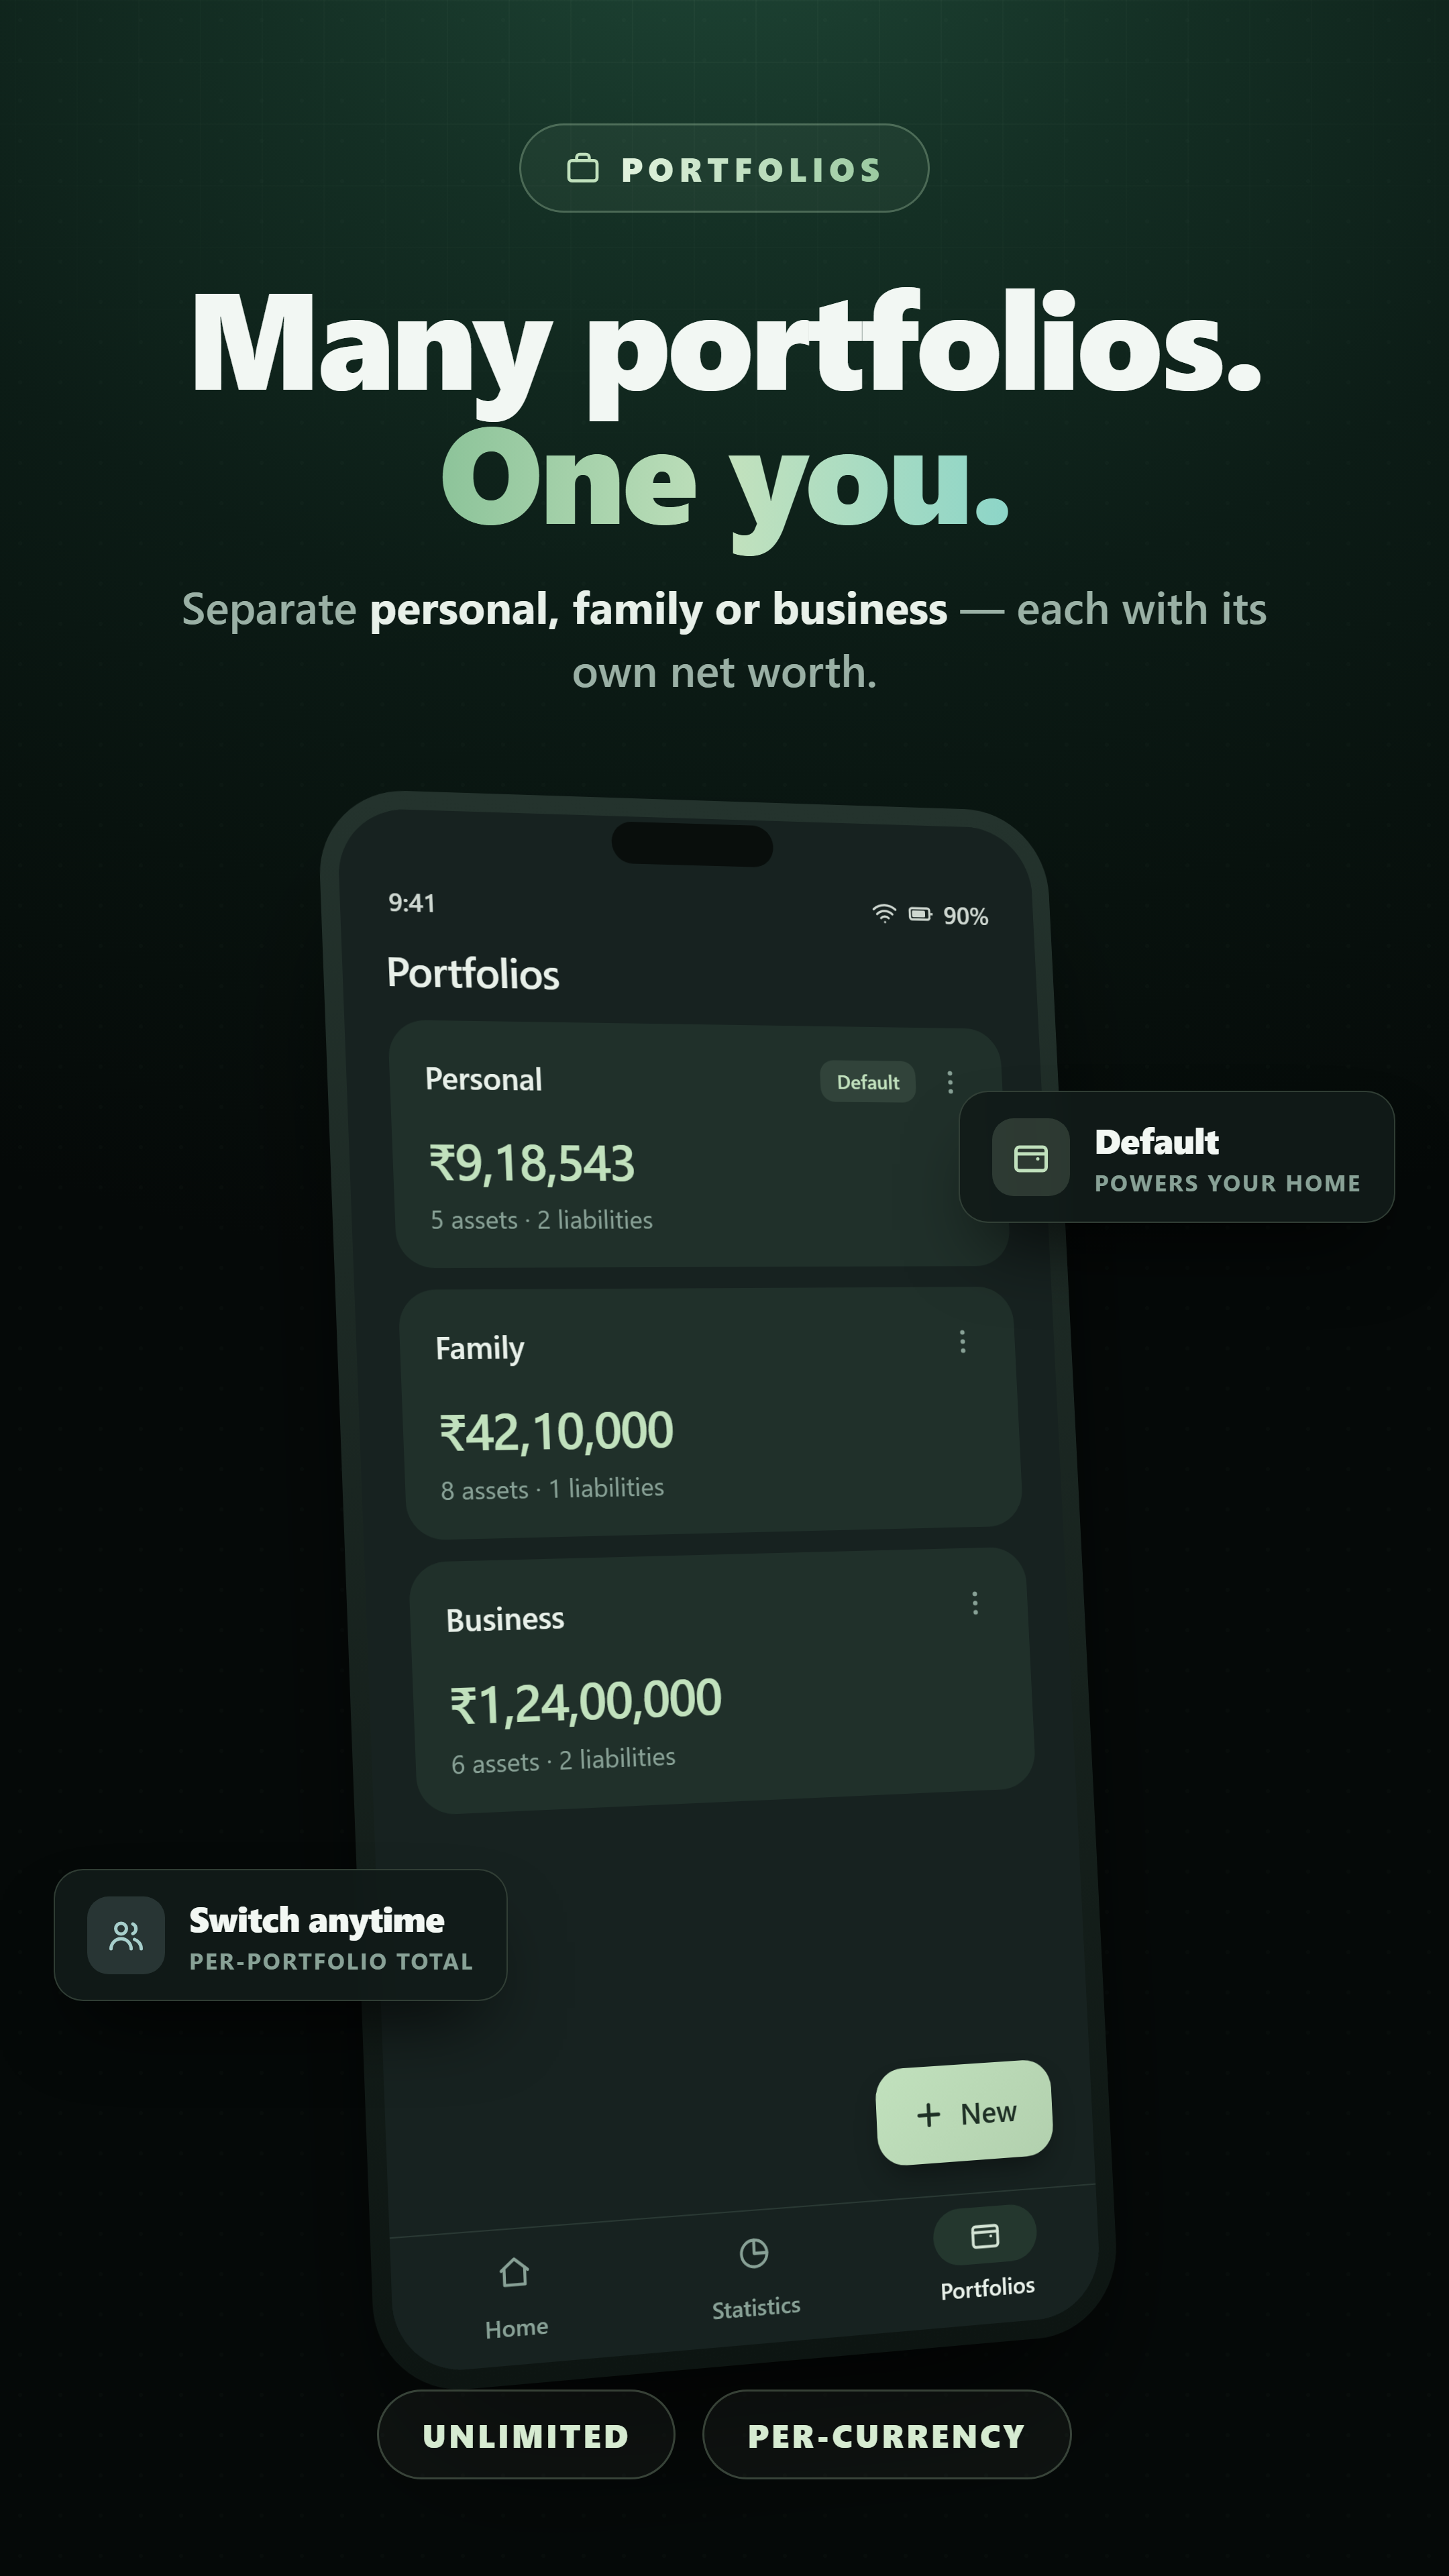 PORTFOLIOS
Many portfolios.
One you.
Separate personal, family or business — each with its
own net worth.
9:41
90%
Portfolios
Personal
Default
₹9,18,543
5 assets · 2 liabilities
Default
POWERS YOUR HOME
Family
₹42,10,000
8 assets · 1 liabilities
Business
₹1,24,00,000
6 assets · 2 liabilities
Switch anytime
PER-PORTFOLIO TOTAL
+ New
Home
Statistics
Portfolios
UNLIMITED
PER-CURRENCY